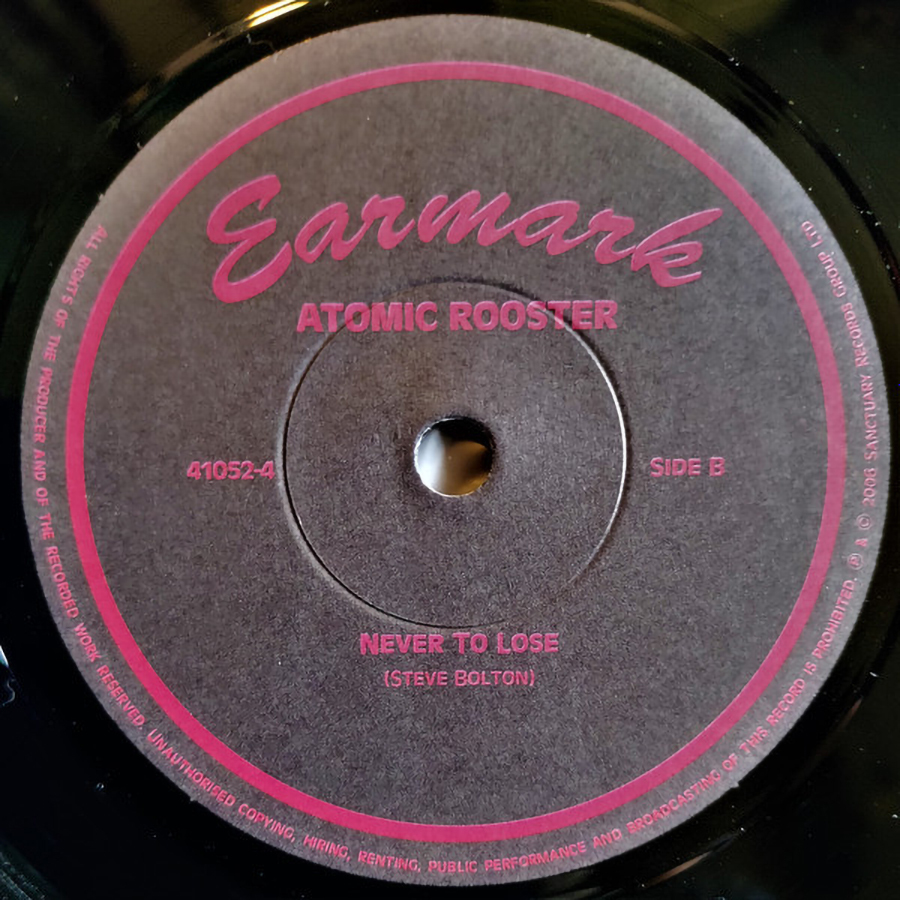 Earmark
ATOMIC ROOSTER
41052-4
SIDE B
NEVER TO LOSE
(STEVE BOLTON)
ALL RIGHTS OF THE PRODUCER AND OF THE RECORDED WORK RESERVED. UNAUTHORISED COPYING, HIRING, RENTING, PUBLIC PERFORMANCE AND BROADCASTING OF THIS RECORD IS PROHIBITED. ℗ & © 2006 SANCTUARY RECORDS GROUP LTD